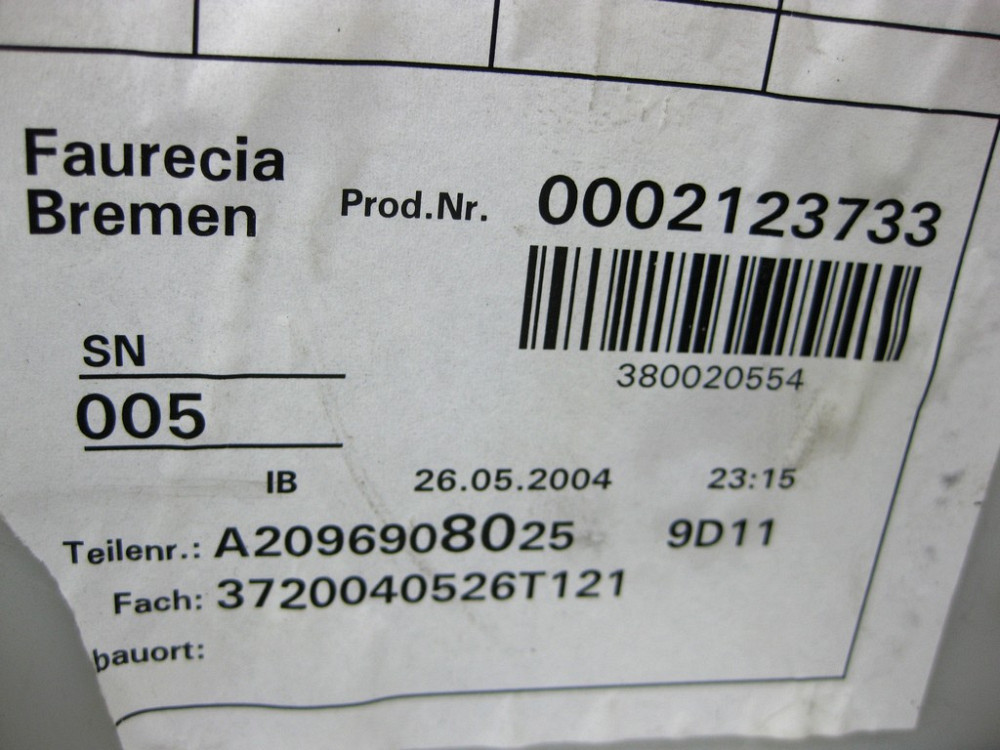 Faurecia
Bremen
Prod.Nr. 0002123733
380020554
SN
005
IB 26.05.2004 23:15
Teilenr.: A2096908025 9D11
Fach: 3720040526T121
bauort: